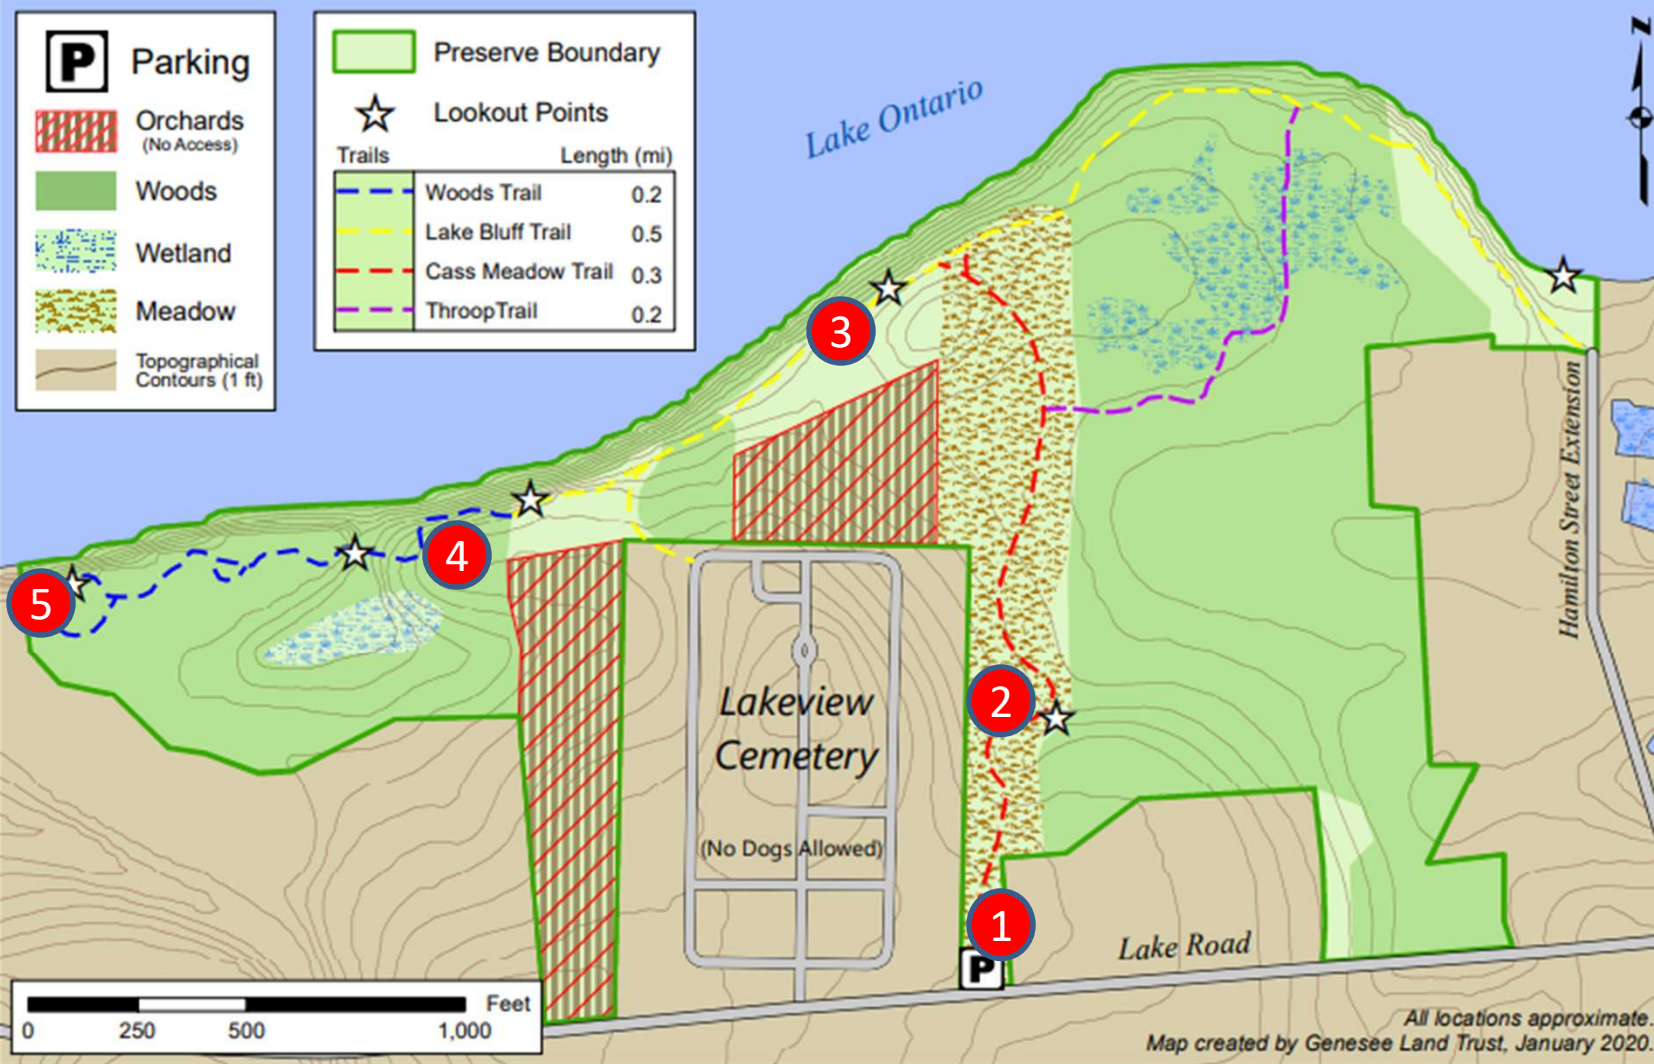 P Parking
Orchards
(No Access)
Woods
Wetland
Meadow
Topographical
Contours (1 ft)
Preserve Boundary
Lookout Points
Trails Length (mi)
Woods Trail 0.2
Lake Bluff Trail 0.5
Cass Meadow Trail 0.3
ThroopTrail 0.2
Lake Ontario
N
3
4
5
2
1
P
Lakeview
Cemetery
(No Dogs Allowed)
Hamilton Street Extension
Lake Road
Feet
0 250 500 1,000
All locations approximate.
Map created by Genesee Land Trust, January 2020.